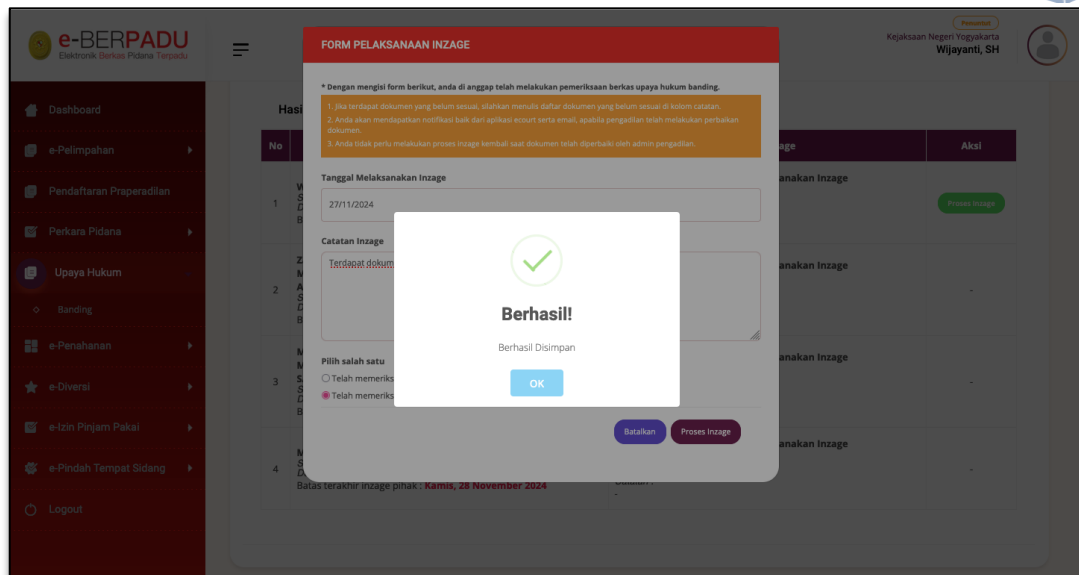 e-BERPADU
Elektronik Berkas Pidana Terpadu
Penuntut
Kejaksaan Negeri Yogyakarta
Wijayanti, SH
Dashboard
e-Pelimpahan
Pendaftaran Praperadilan
Perkara Pidana
Upaya Hukum
Banding
e-Penahanan
e-Diversi
e-Izin Pinjam Pakai
e-Pindah Tempat Sidang
Logout
FORM PELAKSANAAN INZAGE
* Dengan mengisi form berikut, anda di anggap telah melakukan pemeriksaan berkas upaya hukum banding.
1. Jika terdapat dokumen yang belum sesuai, silahkan menulis daftar dokumen yang belum sesuai di kolom catatan.
2. Anda akan mendapatkan notifikasi baik dari aplikasi ecourt serta email, apabila pengadilan telah melakukan perbaikan
dokumen.
3. Anda tidak perlu melakukan proses inzage kembali saat dokumen telah diperbaiki oleh admin pengadilan.
Tanggal Melaksanakan Inzage
27/11/2024
Catatan Inzage
Terdapat dokum
Pilih salah satu
Telah memeriks
Telah memeriks
Batalkan
Proses Inzage
Berhasil!
Berhasil Disimpan
OK
Hasi
No
age
Aksi
1
anakan Inzage
Proses Inzage
2
anakan Inzage
-
3
anakan Inzage
-
4
anakan Inzage
-
Batas terakhir inzage pihak : Kamis, 28 November 2024
-